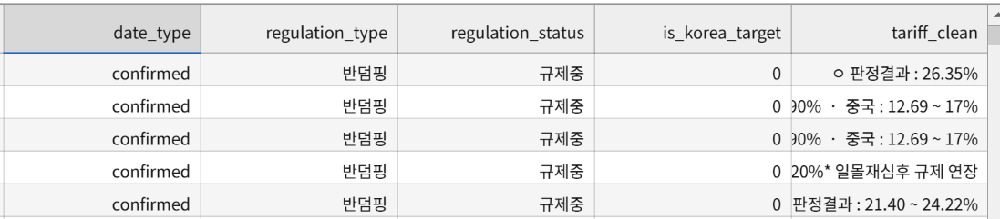 date_type regulation_type regulation_status is_korea_target tariff_clean
confirmed 반덤핑 규제중 0 ㅇ 판정결과 : 26.35%
confirmed 반덤핑 규제중 0 90% · 중국 : 12.69 ~ 17%
confirmed 반덤핑 규제중 0 90% · 중국 : 12.69 ~ 17%
confirmed 반덤핑 규제중 0 20%* 일몰재심후 규제 연장
confirmed 반덤핑 규제중 0 판정결과 : 21.40 ~ 24.22%